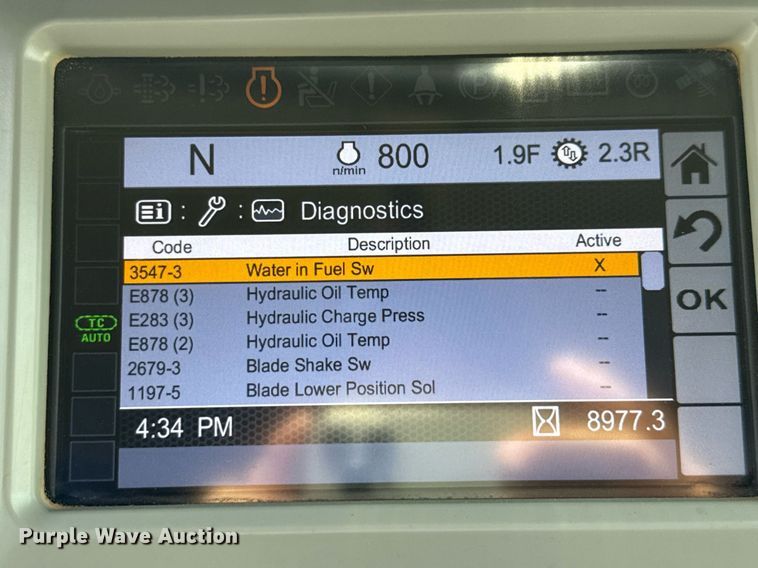 N n/min 800 1.9F 2.3R
: : Diagnostics
Code Description Active
3547-3 Water in Fuel Sw X
E878 (3) Hydraulic Oil Temp --
E283 (3) Hydraulic Charge Press --
E878 (2) Hydraulic Oil Temp --
2679-3 Blade Shake Sw --
1197-5 Blade Lower Position Sol --
OK
TC
AUTO
4:34 PM 8977.3
Purple Wave Auction